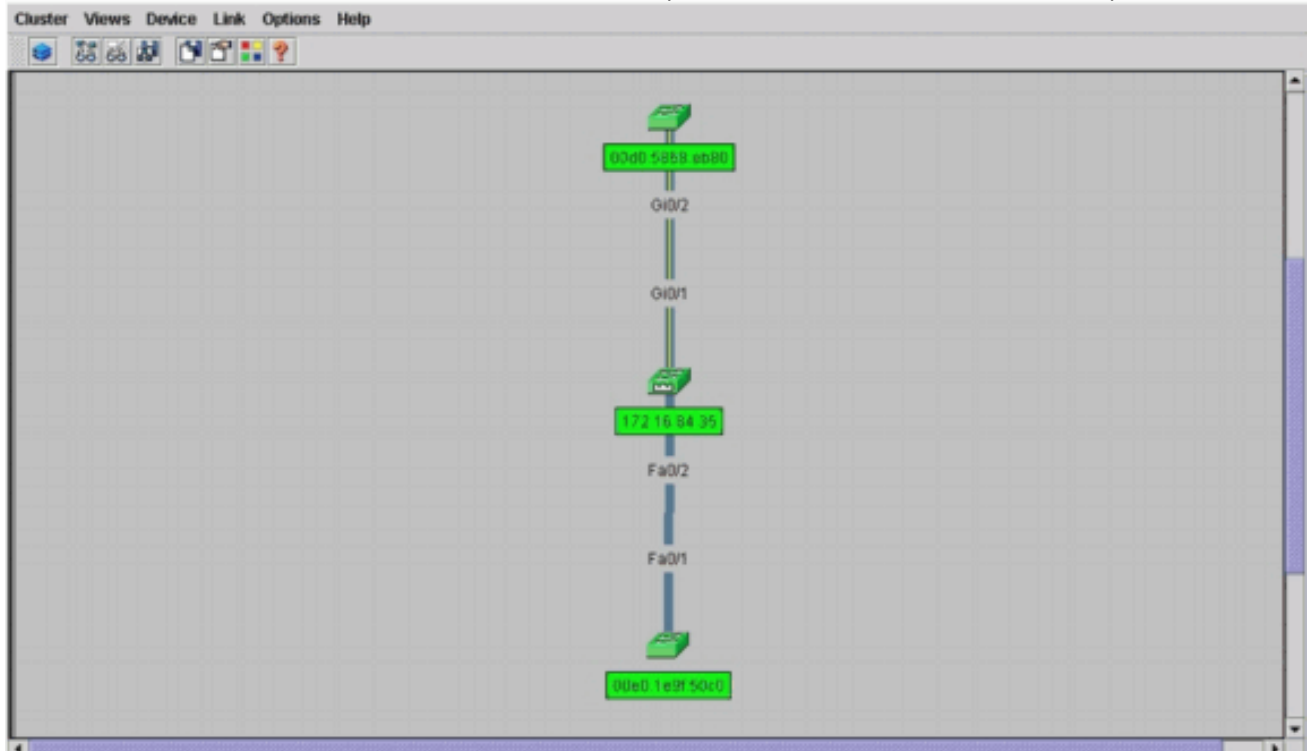 Cluster Views Device Link Options Help
00d0.5868.eb80
Gi0/2
Gi0/1
172.16.84.35
Fa0/2
Fa0/1
00e0.1e9f.50c0